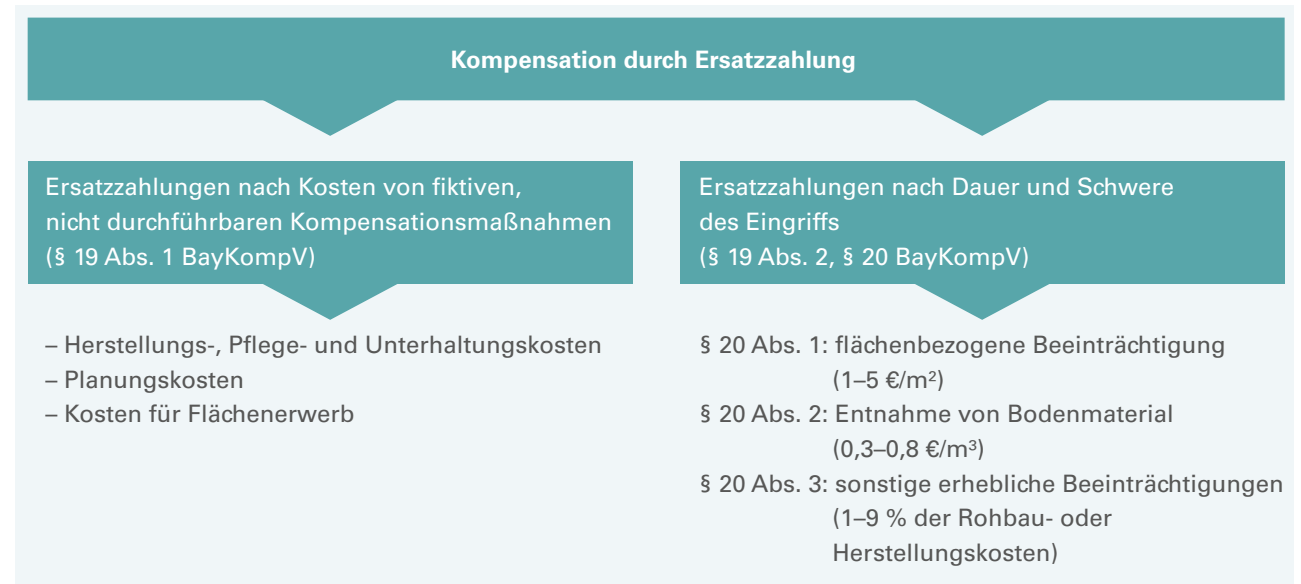 Kompensation durch Ersatzzahlung
Ersatzzahlungen nach Kosten von fiktiven,
nicht durchführbaren Kompensationsmaßnahmen
(§ 19 Abs. 1 BayKompV)
– Herstellungs-, Pflege- und Unterhaltungskosten
– Planungskosten
– Kosten für Flächenerwerb
Ersatzzahlungen nach Dauer und Schwere
des Eingriffs
(§ 19 Abs. 2, § 20 BayKompV)
§ 20 Abs. 1: flächenbezogene Beeinträchtigung
(1–5 €/m²)
§ 20 Abs. 2: Entnahme von Bodenmaterial
(0,3–0,8 €/m³)
§ 20 Abs. 3: sonstige erhebliche Beeinträchtigungen
(1–9 % der Rohbau- oder
Herstellungskosten)